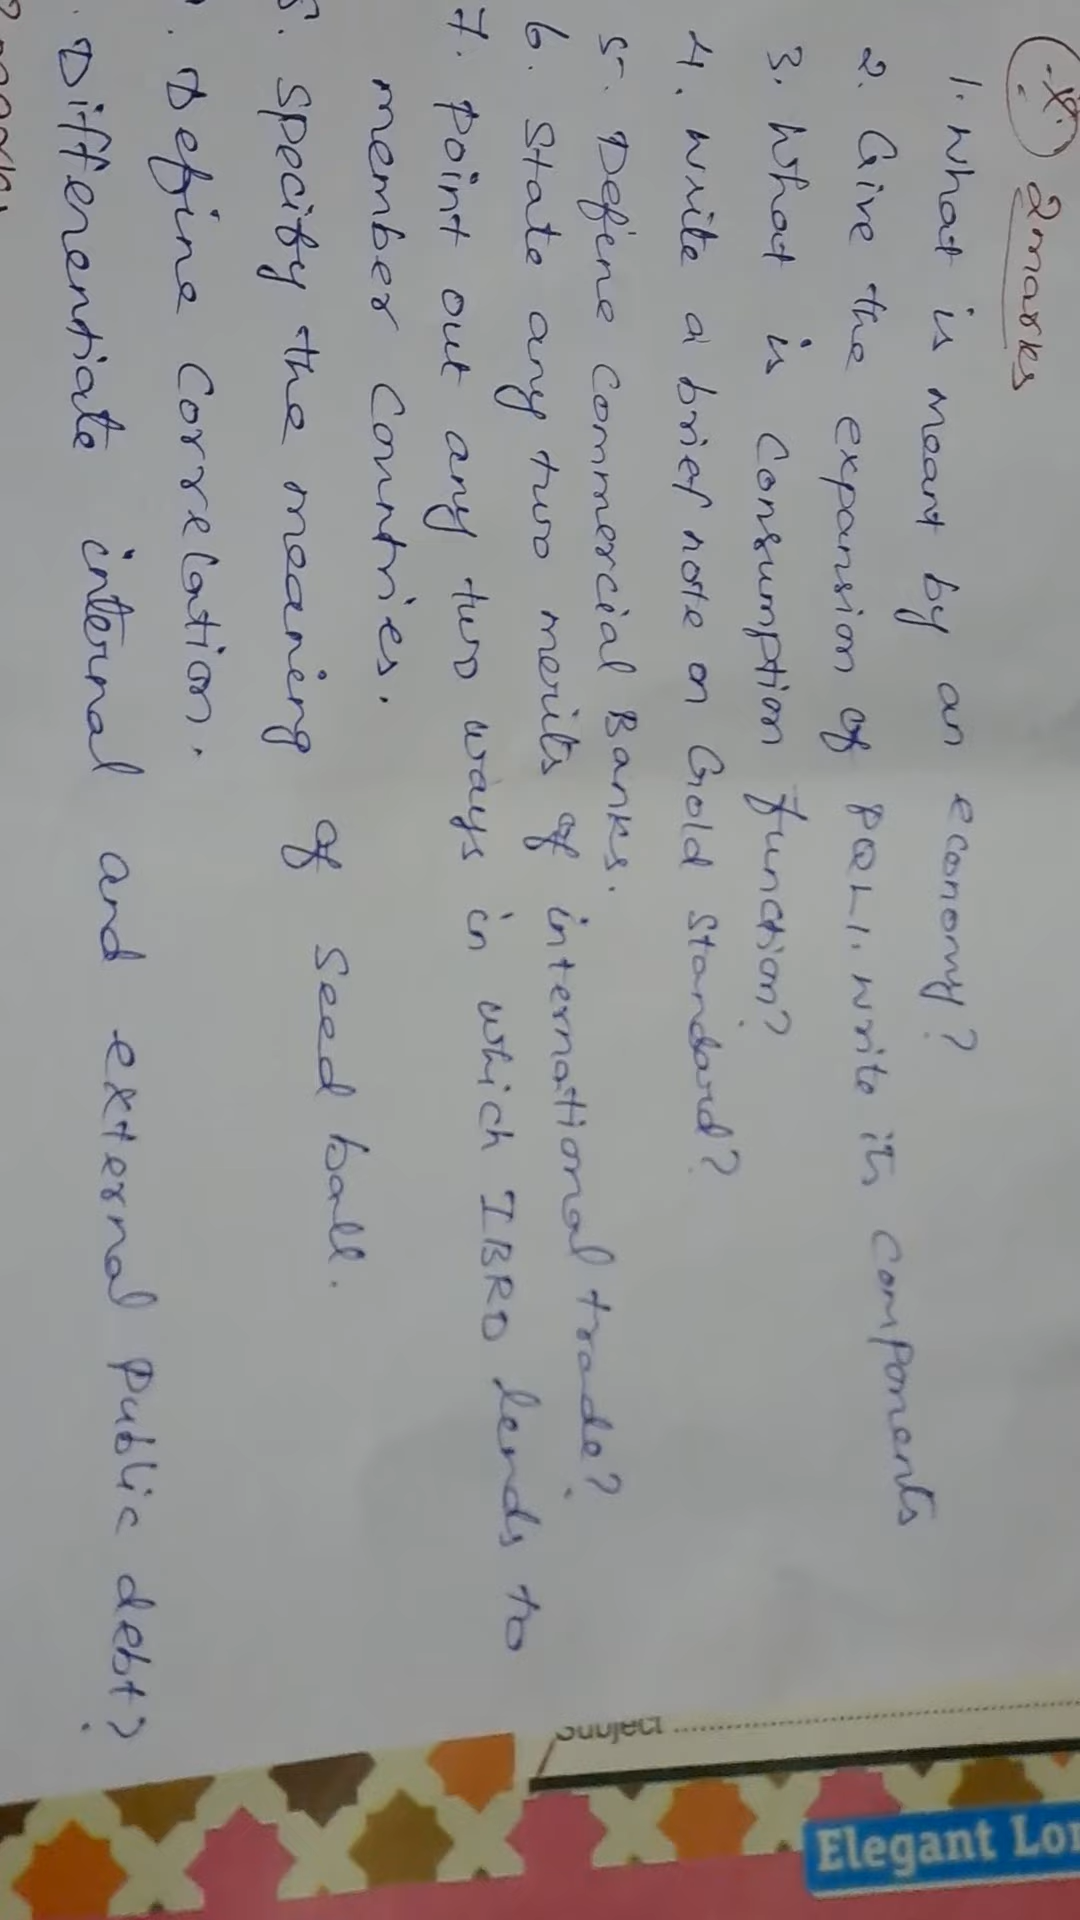 2 marks
1. What is meant by an economy?
2. Give the expansion of PQLI. Write its components
3. What is Consumption function?
4. Write a brief note on Gold Standard?
5. Define Commercial Banks.
6. State any two merits of international trade?
7. Point out any two ways in which IBRD lends to
member Countries.
Specify the meaning of Seed ball.
Define Correlation.
Differentiate internal and external Public debt?
Subject
Elegant